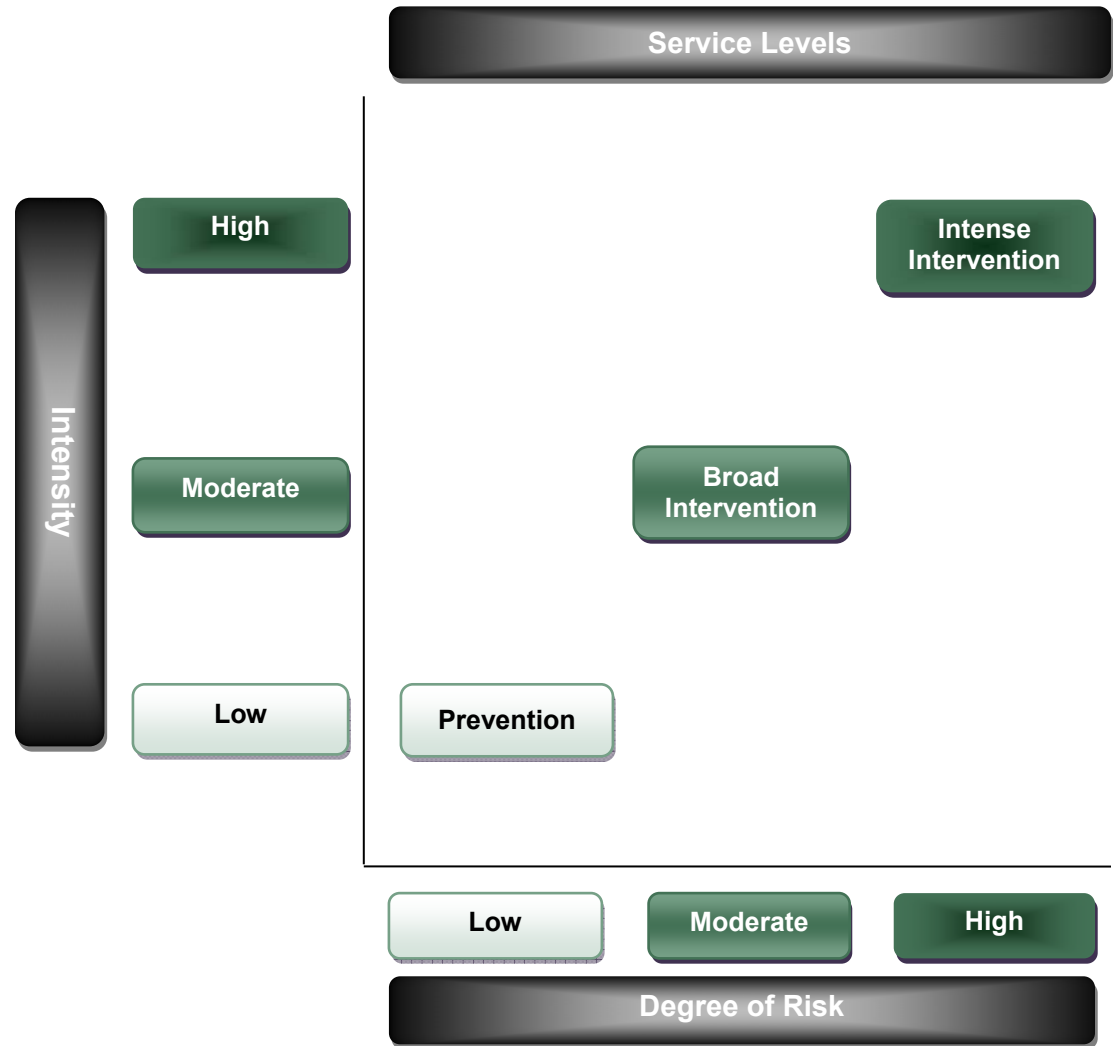 Service Levels
High
Intense
Intervention
Intensity
Moderate
Broad
Intervention
Low
Prevention
Low
Moderate
High
Degree of Risk